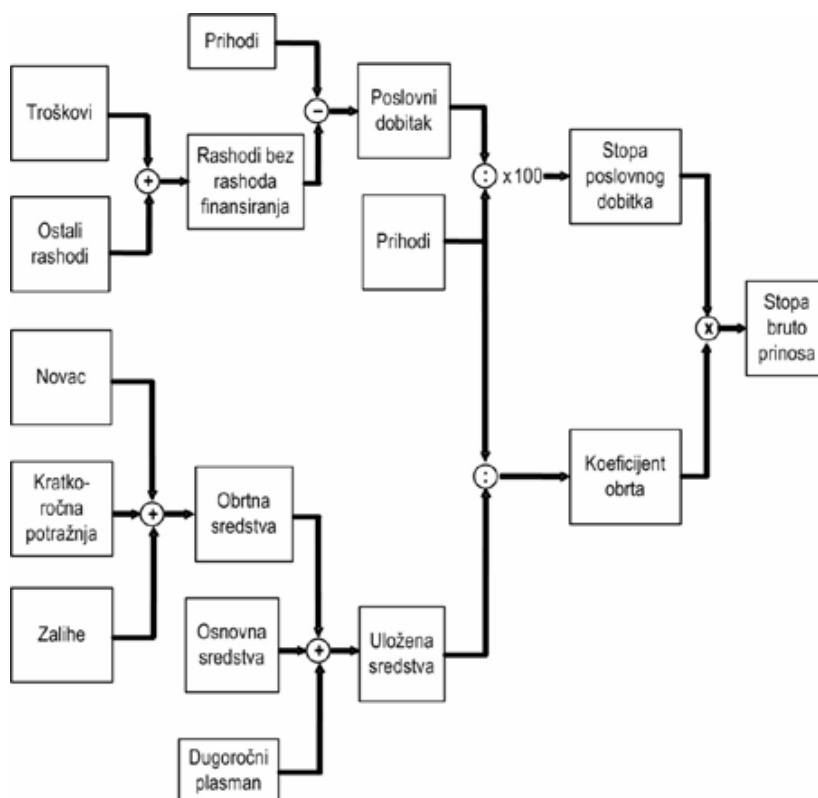 Prihodi
Troškovi
Poslovni
dobitak
Rashodi bez
rashoda
finansiranja
+
−
:
x100
Stopa
poslovnog
dobitka
Ostali
rashodi
Prihodi
Stopa
bruto
prinosa
x
Novac
Kratko-
ročna
potražnja
+
Obrtna
sredstva
:
Koeficijent
obrta
Zalihe
Osnovna
sredstva
+
Uložena
sredstva
Dugoročni
plasman